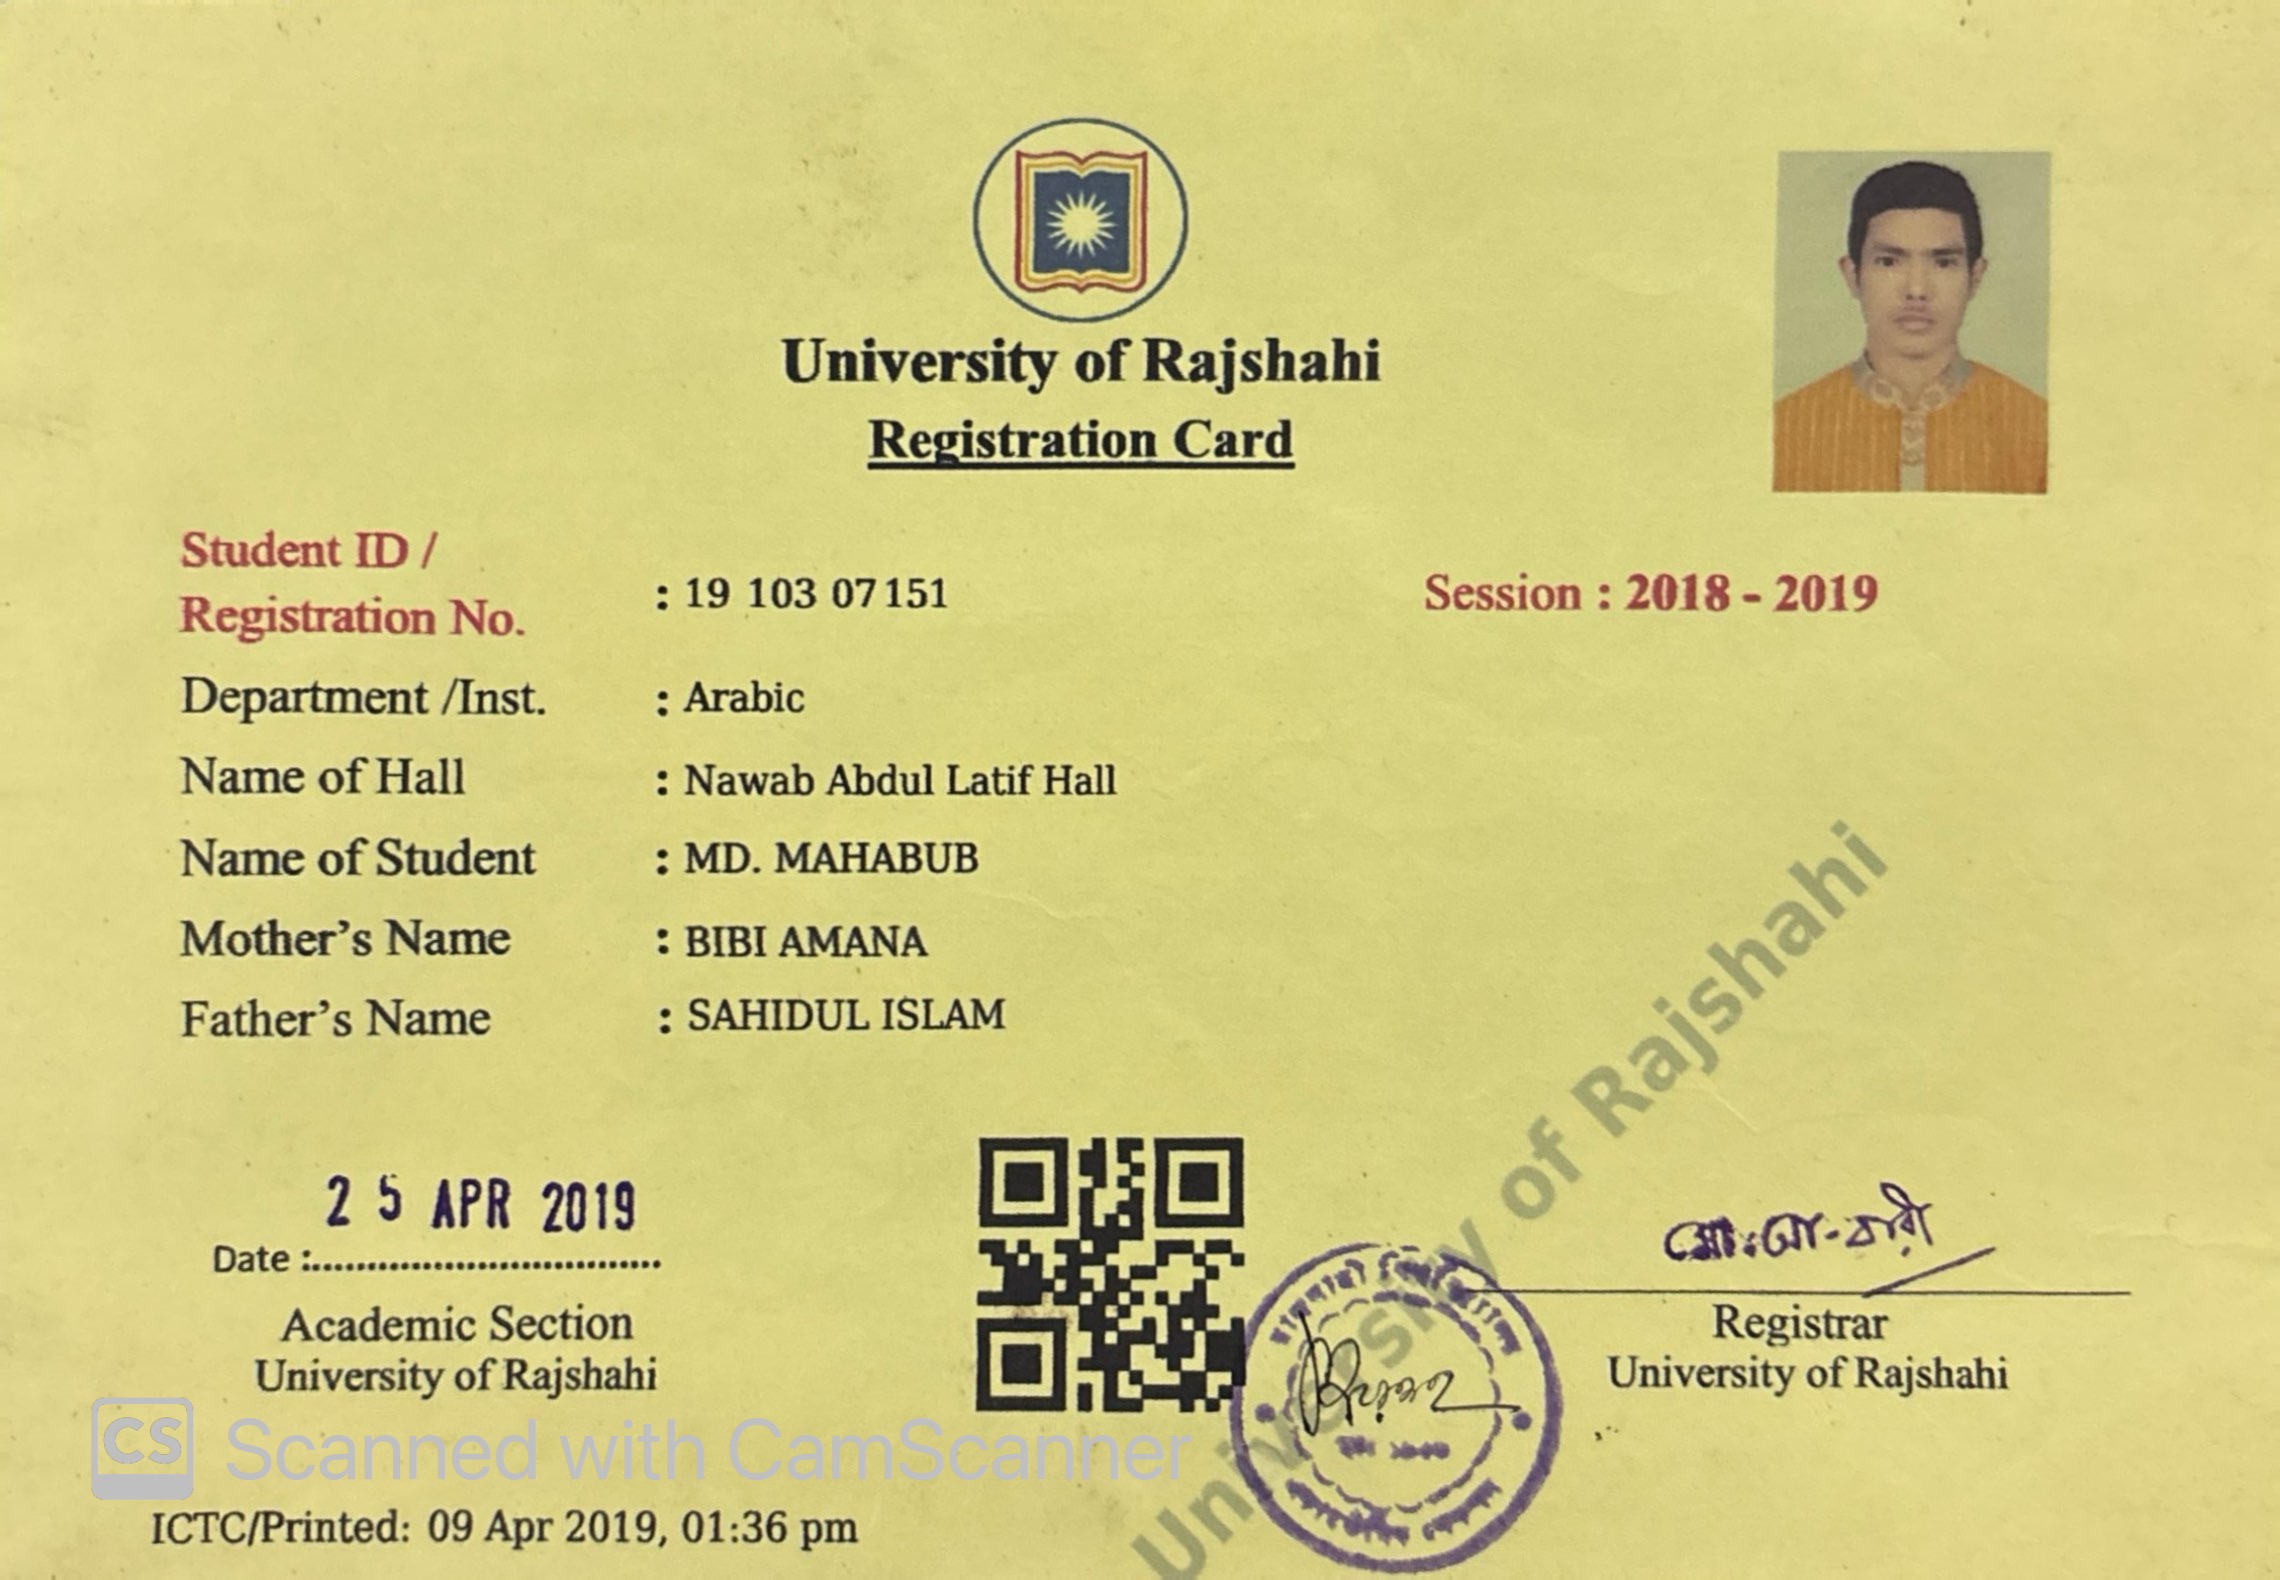 University of Rajshahi
Registration Card
Student ID /
Registration No. : 19 103 07151
Session : 2018 - 2019
Department /Inst. : Arabic
Name of Hall : Nawab Abdul Latif Hall
Name of Student : MD. MAHABUB
Mother's Name : BIBI AMANA
Father's Name : SAHIDUL ISLAM
25 APR 2019
Date :
Academic Section
University of Rajshahi
Registrar
University of Rajshahi
University of Rajshahi
CS Scanned with CamScanner
ICTC/Printed: 09 Apr 2019, 01:36 pm